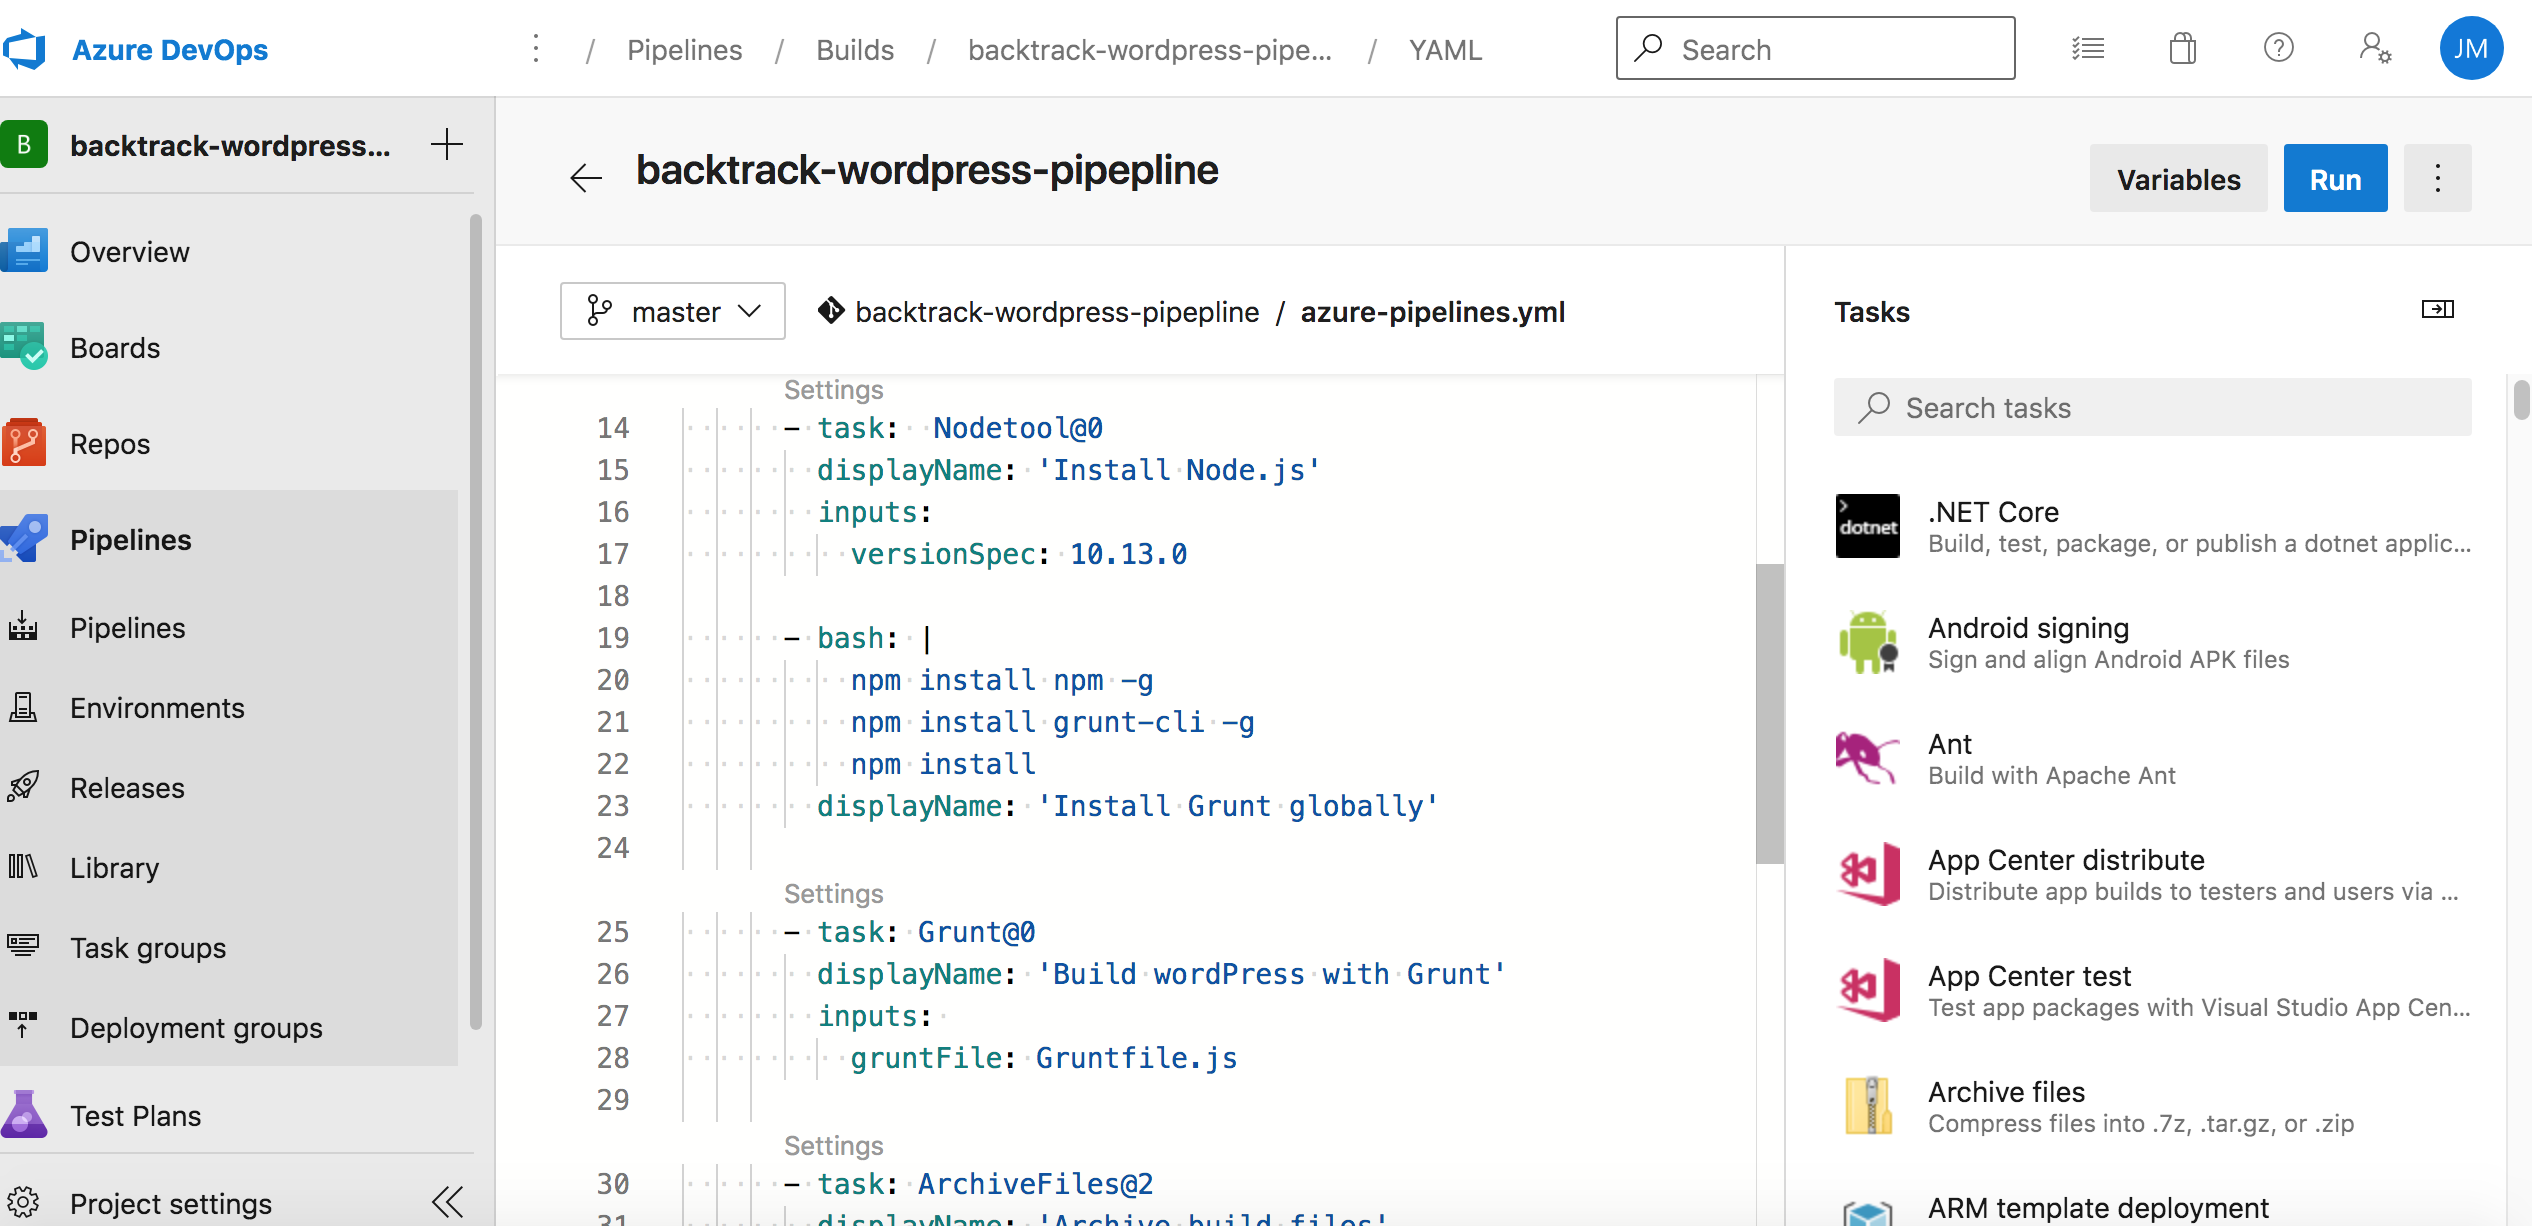 Azure DevOps
/ Pipelines / Builds / backtrack-wordpress-pipe... / YAML
Search
JM
B
backtrack-wordpress...
Overview
Boards
Repos
Pipelines
Pipelines
Environments
Releases
Library
Task groups
Deployment groups
Test Plans
Project settings
backtrack-wordpress-pipepline
Variables
Run
master
backtrack-wordpress-pipepline / azure-pipelines.yml
Settings
14 - task:  Nodetool@0
15 displayName: 'Install Node.js'
16 inputs:
17 versionSpec: 10.13.0
18
19 - bash: |
20 npm install npm -g
21 npm install grunt-cli -g
22 npm install
23 displayName: 'Install Grunt globally'
24
Settings
25 - task: Grunt@0
26 displayName: 'Build wordPress with Grunt'
27 inputs:
28 gruntFile: Gruntfile.js
29
Settings
30 - task: ArchiveFiles@2
31 displayName: 'Archive build files'
Tasks
Search tasks
dotnet
.NET Core
Build, test, package, or publish a dotnet applic...
Android signing
Sign and align Android APK files
Ant
Build with Apache Ant
App Center distribute
Distribute app builds to testers and users via ...
App Center test
Test app packages with Visual Studio App Cen...
Archive files
Compress files into .7z, .tar.gz, or .zip
ARM template deployment